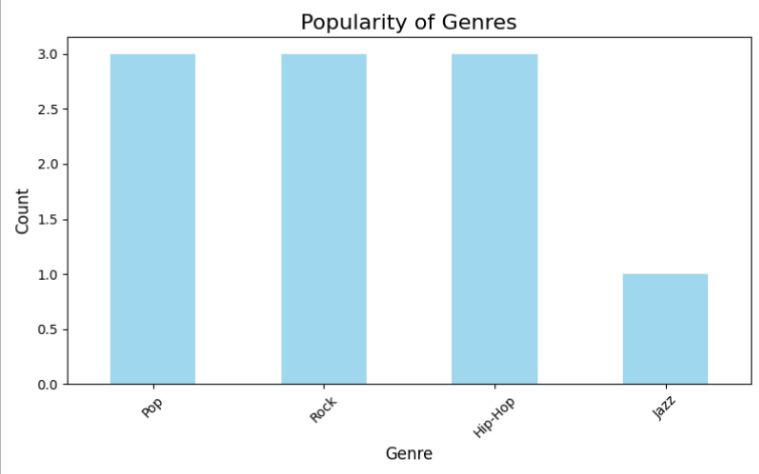 Popularity of Genres
3.0
2.5
2.0
1.5
1.0
0.5
0.0
Count
Pop
Rock
Hip-Hop
Jazz
Genre